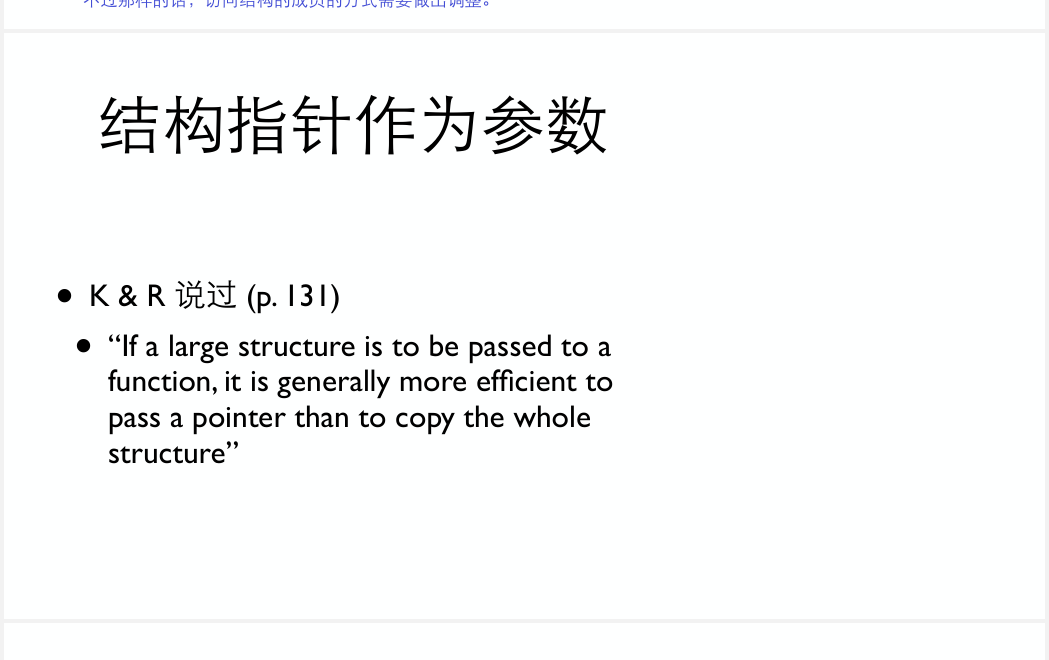 不过那样的话，访问结构的成员的方式需要做出调整。
结构指针作为参数
• K & R 说过 (p. 131)
• “If a large structure is to be passed to a
function, it is generally more efficient to
pass a pointer than to copy the whole
structure”